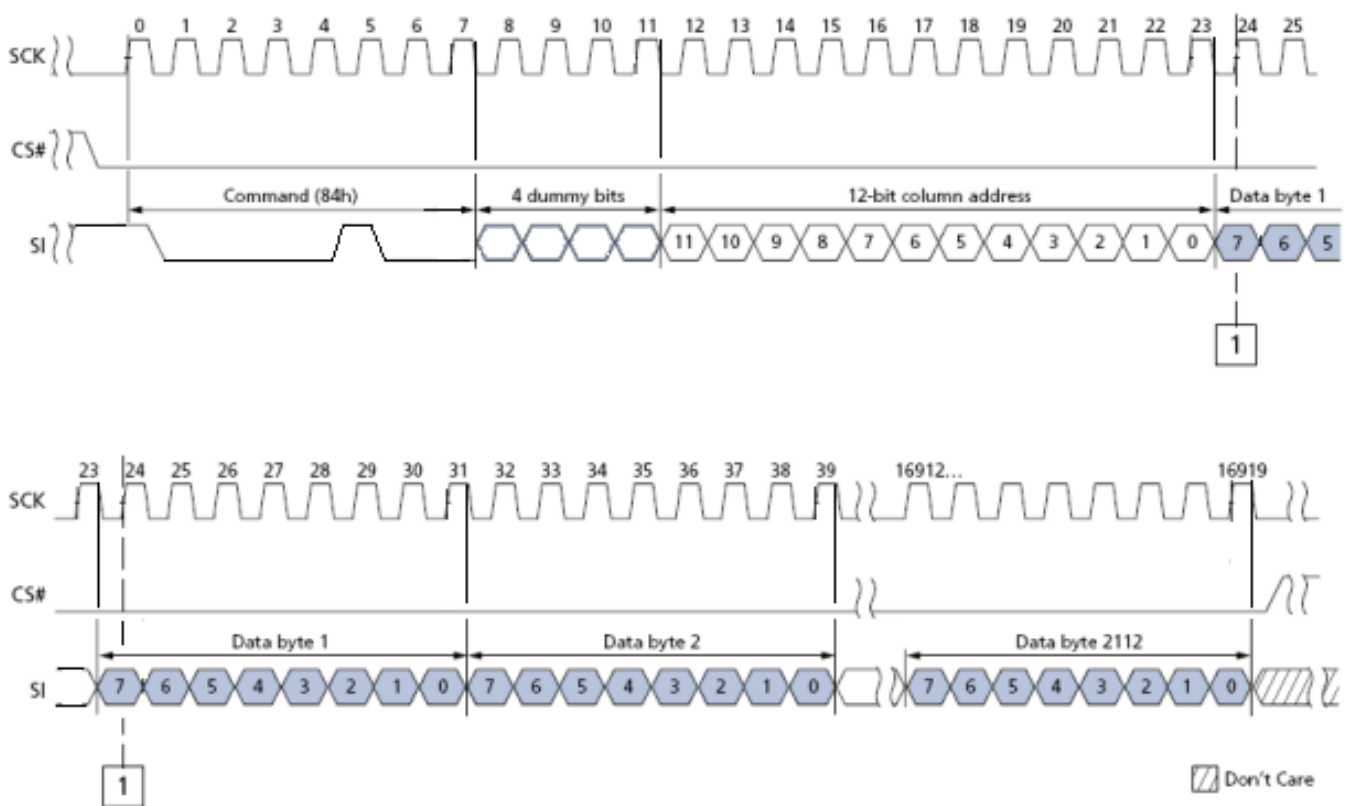 0 1 2 3 4 5 6 7 8 9 10 11 12 13 14 15 16 17 18 19 20 21 22 23 24 25
SCK
CS#
Command (84h) 4 dummy bits 12-bit column address Data byte 1
SI 11 10 9 8 7 6 5 4 3 2 1 0 7 6 5
1
23 24 25 26 27 28 29 30 31 32 33 34 35 36 37 38 39 16912... 16919
SCK
CS#
Data byte 1 Data byte 2 Data byte 2112
SI 7 6 5 4 3 2 1 0 7 6 5 4 3 2 1 0 7 6 5 4 3 2 1 0
1
Don't Care